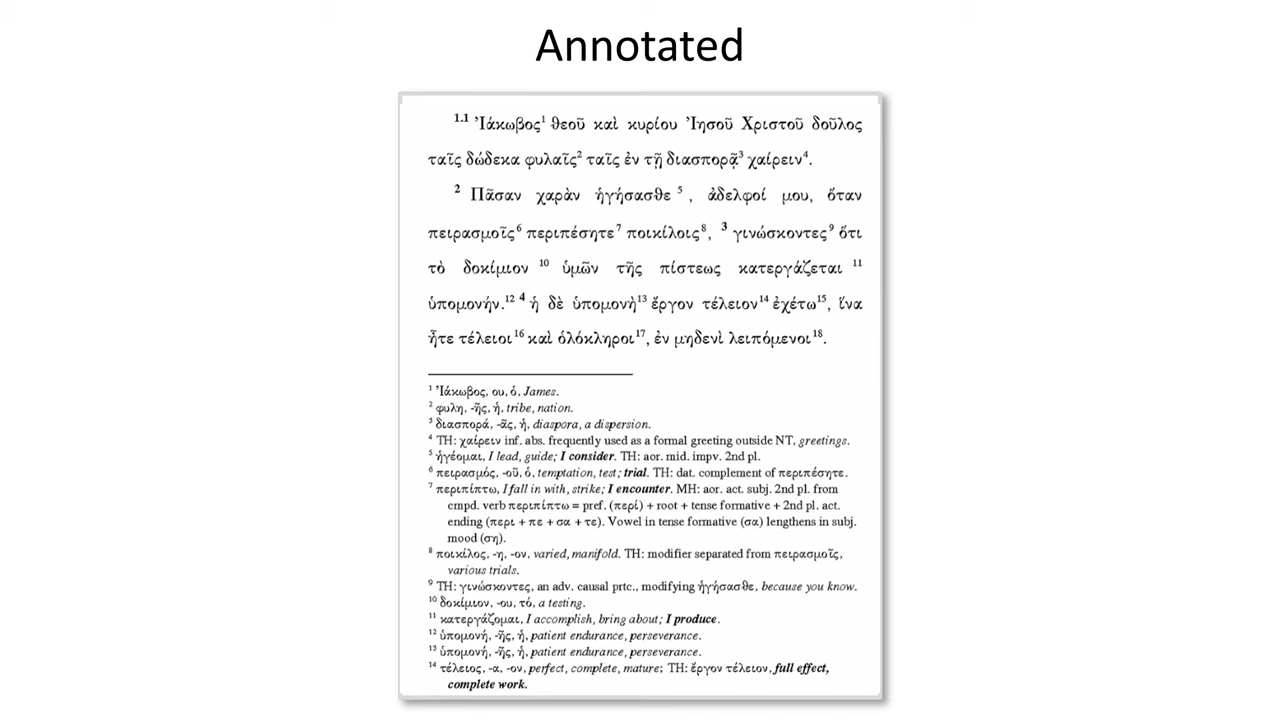 Annotated
1.1 Ἰάκωβος1 θεοῦ καὶ κυρίου Ἰησοῦ Χριστοῦ δοῦλος
ταῖς δώδεκα φυλαῖς2 ταῖς ἐν τῇ διασπορᾷ3 χαίρειν4.
2 Πᾶσαν χαρὰν ἡγήσασθε 5 , ἀδελφοί μου, ὅταν
πειρασμοῖς6 περιπέσητε7 ποικίλοις8, 3 γινώσκοντες9 ὅτι
τὸ δοκίμιον 10 ὑμῶν τῆς πίστεως κατεργάζεται 11
ὑπομονήν.12 4 ἡ δὲ ὑπομονὴ13 ἔργον τέλειον14 ἐχέτω15, ἵνα
ἦτε τέλειοι16 καὶ ὁλόκληροι17, ἐν μηδενὶ λειπόμενοι18.
1 Ἰάκωβος, ου, ὁ, James.
2 φυλη, -ῆς, ἡ, tribe, nation.
3 διασπορά, -ᾶς, ἡ, diaspora, a dispersion.
4 TH: χαίρειν inf. abs. frequently used as a formal greeting outside NT, greetings.
5 ἡγέομαι, I lead, guide; I consider. TH: aor. mid. impv. 2nd pl.
6 πειρασμός, -οῦ, ὁ, temptation, test; trial. TH: dat. complement of περιπέσητε.
7 περιπίπτω, I fall in with, strike; I encounter. MH: aor. act. subj. 2nd pl. from
cmpd. verb περιπίπτω = pref. (περί) + root + tense formative + 2nd pl. act.
ending (περι + πε + σα + τε). Vowel in tense formative (σα) lengthens in subj.
mood (ση).
8 ποικίλος, -η, -ον, varied, manifold. TH: modifier separated from πειρασμοῖς,
various trials.
9 TH: γινώσκοντες, an adv. causal prtc., modifying ἡγήσασθε, because you know.
10 δοκίμιον, -ου, τό, a testing.
11 κατεργάζομαι, I accomplish, bring about; I produce.
12 ὑπομονή, -ῆς, ἡ, patient endurance, perseverance.
13 ὑπομονή, -ῆς, ἡ, patient endurance, perseverance.
14 τέλειος, -α, -ον, perfect, complete, mature; TH: ἔργον τέλειον, full effect,
complete work.